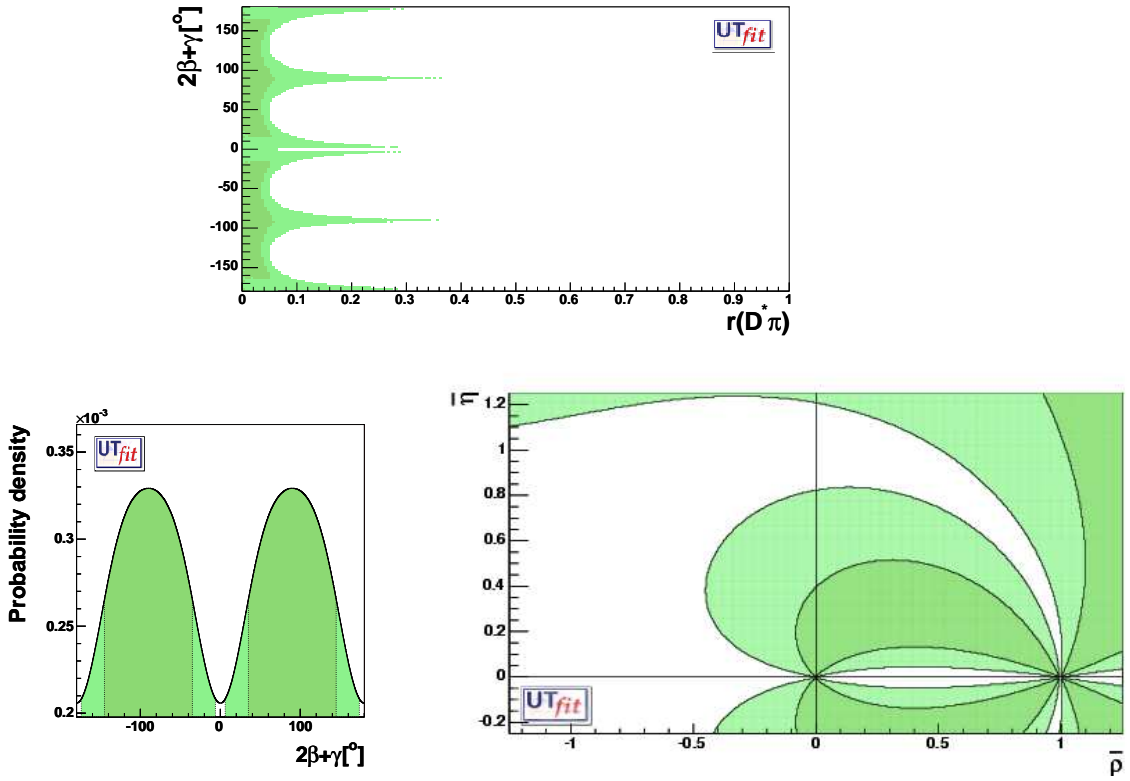 2β+γ[°]
150
100
50
0
-50
-100
-150
UTfit
0 0.1 0.2 0.3 0.4 0.5 0.6 0.7 0.8 0.9 1
r(D*π)
×10⁻³
Probability density
0.35
0.3
0.25
0.2
UTfit
-100 0 100
2β+γ[°]
η̄
1.2
1
0.8
0.6
0.4
0.2
0
-0.2
UTfit
-1 -0.5 0 0.5 1
ρ̄